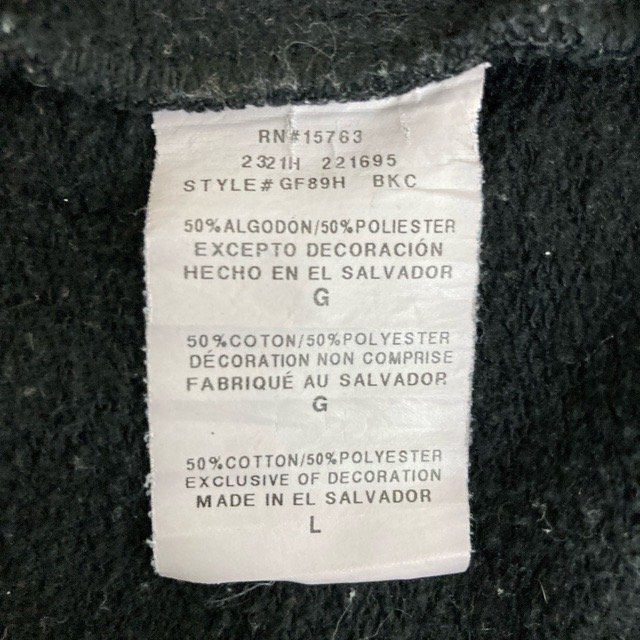 RN#15763
2321H 221695
STYLE#GF89H BKC
50%ALGODON/50%POLIESTER
EXCEPTO DECORACIÓN
HECHO EN EL SALVADOR
G
50%COTON/50%POLYESTER
DÉCORATION NON COMPRISE
FABRIQUÉ AU SALVADOR
G
50%COTTON/50%POLYESTER
EXCLUSIVE OF DECORATION
MADE IN EL SALVADOR
L